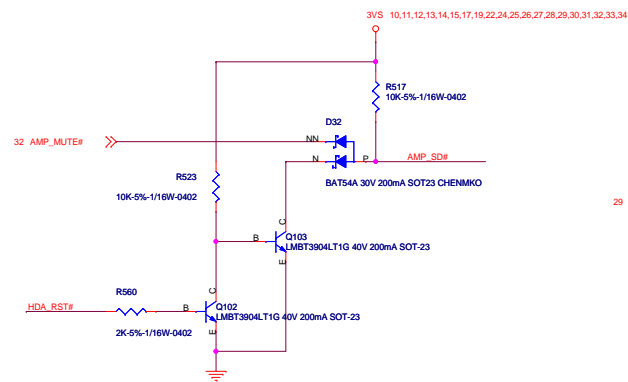 3VS 10,11,12,13,14,15,17,19,22,24,25,26,27,28,29,30,31,32,33,34
R517
10K-5%-1/16W-0402
D32
32 AMP_MUTE#
NN
N
P
AMP_SD#
BAT54A 30V 200mA SOT23 CHENMKO
R523
10K-5%-1/16W-0402
29
C
B
Q103
LMBT3904LT1G 40V 200mA SOT-23
E
R560
C
HDA_RST#
B
Q102
LMBT3904LT1G 40V 200mA SOT-23
E
2K-5%-1/16W-0402